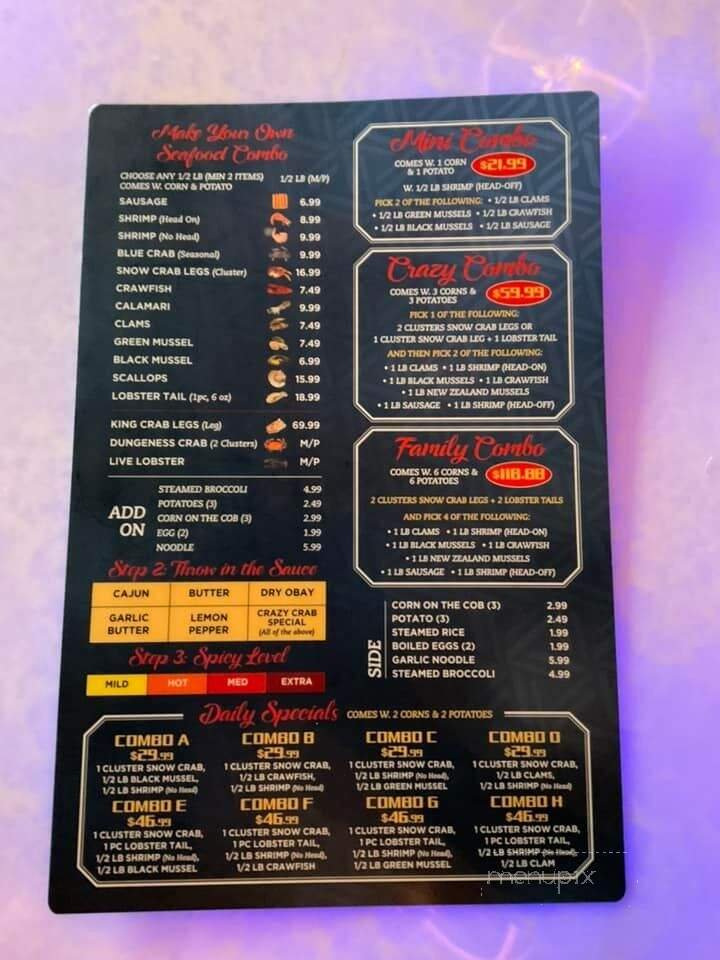 Make Your Own
Seafood Combo
CHOOSE ANY 1/2 LB (MIN 2 ITEMS) 1/2 LB (M/P)
COMES W. CORN & POTATO
SAUSAGE 6.99
SHRIMP (Head On) 8.99
SHRIMP (No Head) 9.99
BLUE CRAB (Seasonal) 9.99
SNOW CRAB LEGS (Cluster) 16.99
CRAWFISH 7.49
CALAMARI 9.99
CLAMS 7.49
GREEN MUSSEL 7.49
BLACK MUSSEL 6.99
SCALLOPS 15.99
LOBSTER TAIL (1pc, 6 oz) 18.99
KING CRAB LEGS (Leg) 69.99
DUNGENESS CRAB (2 Clusters) M/P
LIVE LOBSTER M/P
ADD
ON
STEAMED BROCCOLI 4.99
POTATOES (3) 2.49
CORN ON THE COB (3) 2.99
EGG (2) 1.99
NOODLE 5.99
Step 2: Throw in the Sauce
CAJUN BUTTER DRY OBAY
GARLIC BUTTER LEMON PEPPER CRAZY CRAB SPECIAL
(All of the above)
Step 3: Spicy Level
MILD HOT MED EXTRA
Mini Combo
COMES W. 1 CORN
& 1 POTATO $21.99
W. 1/2 LB SHRIMP (HEAD-OFF)
PICK 2 OF THE FOLLOWING: • 1/2 LB CLAMS
• 1/2 LB GREEN MUSSELS • 1/2 LB CRAWFISH
• 1/2 LB BLACK MUSSELS • 1/2 LB SAUSAGE
Crazy Combo
COMES W. 3 CORNS &
3 POTATOES $59.99
PICK 1 OF THE FOLLOWING:
2 CLUSTERS SNOW CRAB LEGS OR
1 CLUSTER SNOW CRAB LEG + 1 LOBSTER TAIL
AND THEN PICK 2 OF THE FOLLOWING:
• 1 LB CLAMS • 1 LB SHRIMP (HEAD-ON)
• 1 LB BLACK MUSSELS • 1 LB CRAWFISH
• 1 LB NEW ZEALAND MUSSELS
• 1 LB SAUSAGE • 1 LB SHRIMP (HEAD-OFF)
Family Combo
COMES W. 6 CORNS &
6 POTATOES $118.88
2 CLUSTERS SNOW CRAB LEGS + 2 LOBSTER TAILS
AND PICK 4 OF THE FOLLOWING:
• 1 LB CLAMS • 1 LB SHRIMP (HEAD-ON)
• 1 LB BLACK MUSSELS • 1 LB CRAWFISH
• 1 LB NEW ZEALAND MUSSELS
• 1 LB SAUSAGE • 1 LB SHRIMP (HEAD-OFF)
SIDE
CORN ON THE COB (3) 2.99
POTATO (3) 2.49
STEAMED RICE 1.99
BOILED EGGS (2) 1.99
GARLIC NOODLE 5.99
STEAMED BROCCOLI 4.99
Daily Specials COMES W. 2 CORNS & 2 POTATOES
COMBO A
$29.99
1 CLUSTER SNOW CRAB,
1/2 LB BLACK MUSSEL,
1/2 LB SHRIMP (No Head)
COMBO B
$29.99
1 CLUSTER SNOW CRAB,
1/2 LB CRAWFISH,
1/2 LB SHRIMP (No Head)
COMBO C
$29.99
1 CLUSTER SNOW CRAB,
1/2 LB SHRIMP (No Head),
1/2 LB GREEN MUSSEL
COMBO D
$29.99
1 CLUSTER SNOW CRAB,
1/2 LB CLAMS,
1/2 LB SHRIMP (No Head)
COMBO E
$46.99
1 CLUSTER SNOW CRAB,
1 PC LOBSTER TAIL,
1/2 LB SHRIMP (No Head),
1/2 LB BLACK MUSSEL
COMBO F
$46.99
1 CLUSTER SNOW CRAB,
1 PC LOBSTER TAIL,
1/2 LB SHRIMP (No Head),
1/2 LB CRAWFISH
COMBO G
$46.99
1 CLUSTER SNOW CRAB,
1 PC LOBSTER TAIL,
1/2 LB SHRIMP (No Head),
1/2 LB GREEN MUSSEL
COMBO H
$46.99
1 CLUSTER SNOW CRAB,
1 PC LOBSTER TAIL,
1/2 LB SHRIMP (No Head),
1/2 LB CLAM
menupix